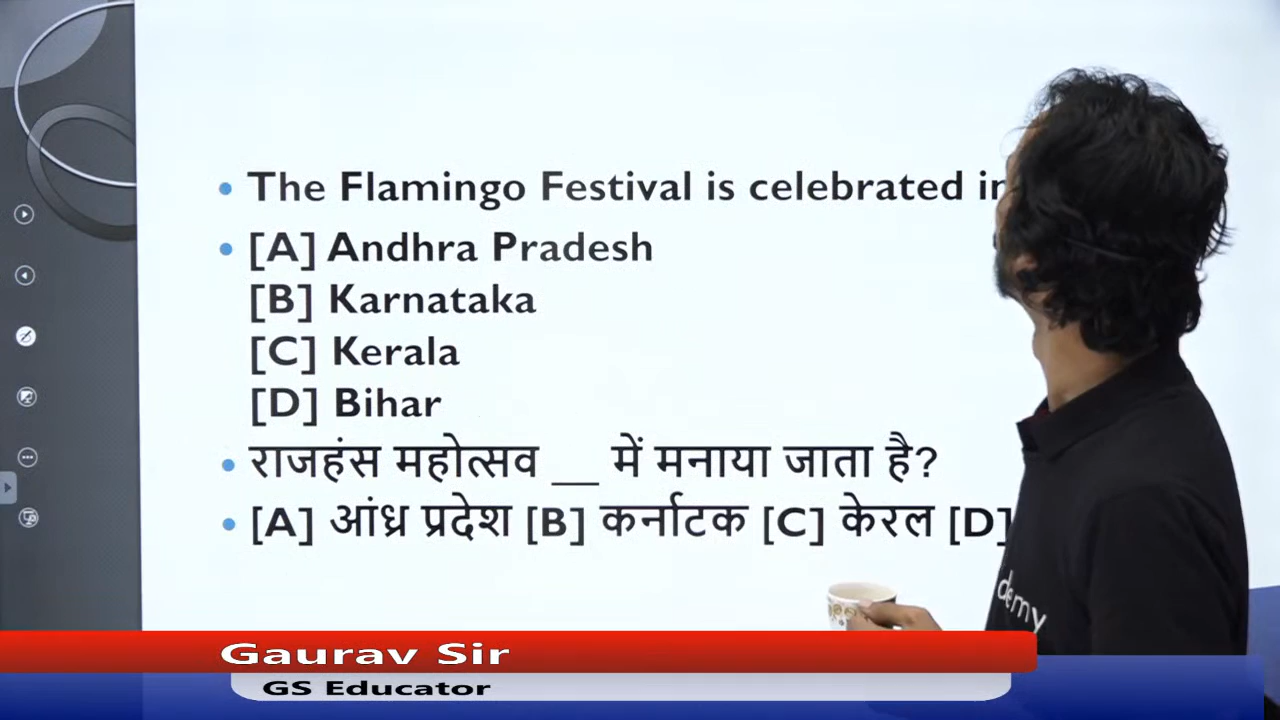 The Flamingo Festival is celebrated in
[A] Andhra Pradesh
[B] Karnataka
[C] Kerala
[D] Bihar
राजहंस महोत्सव __ में मनाया जाता है?
[A] आंध्र प्रदेश [B] कर्नाटक [C] केरल [D]
demy
Gaurav Sir
GS Educator